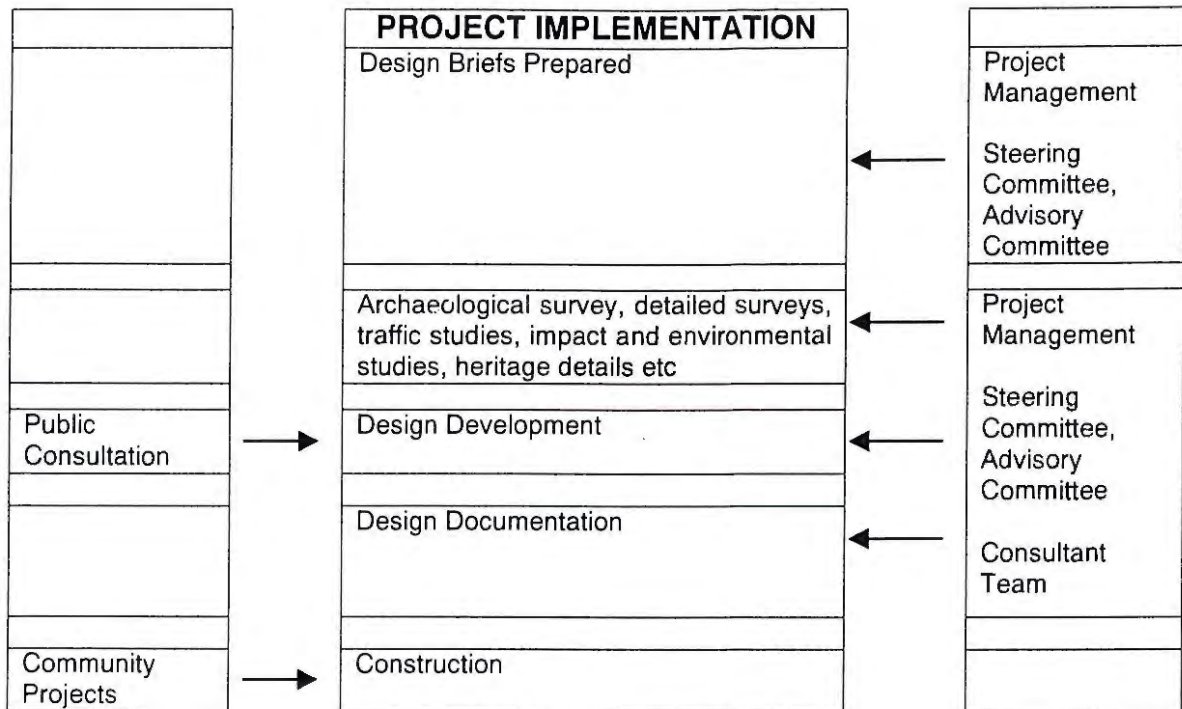 PROJECT IMPLEMENTATION
Design Briefs Prepared
Project
Management
Steering
Committee,
Advisory
Committee
Archaeological survey, detailed surveys,
traffic studies, impact and environmental
studies, heritage details etc
Project
Management
Steering
Committee,
Advisory
Committee
Consultant
Team
Public
Consultation
Design Development
Design Documentation
Community
Projects
Construction